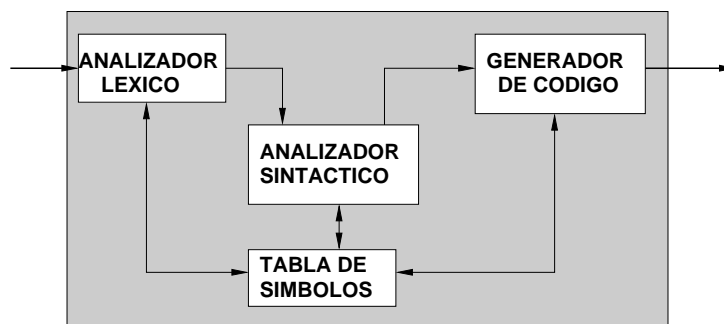 ANALIZADOR
LEXICO
GENERADOR
DE CODIGO
ANALIZADOR
SINTACTICO
TABLA DE
SIMBOLOS